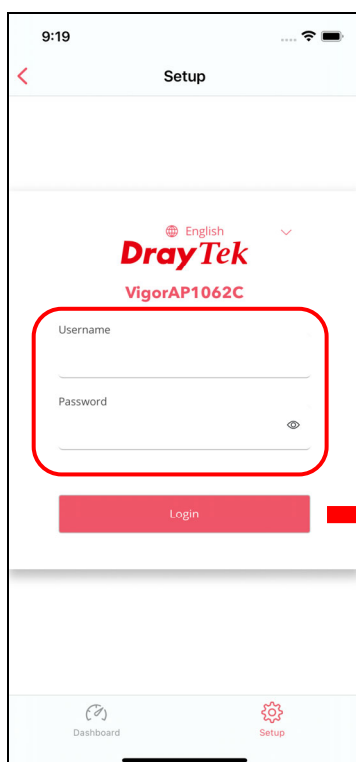 9:19
Setup
English
DrayTek
VigorAP1062C
Username
Password
Login
Dashboard
Setup